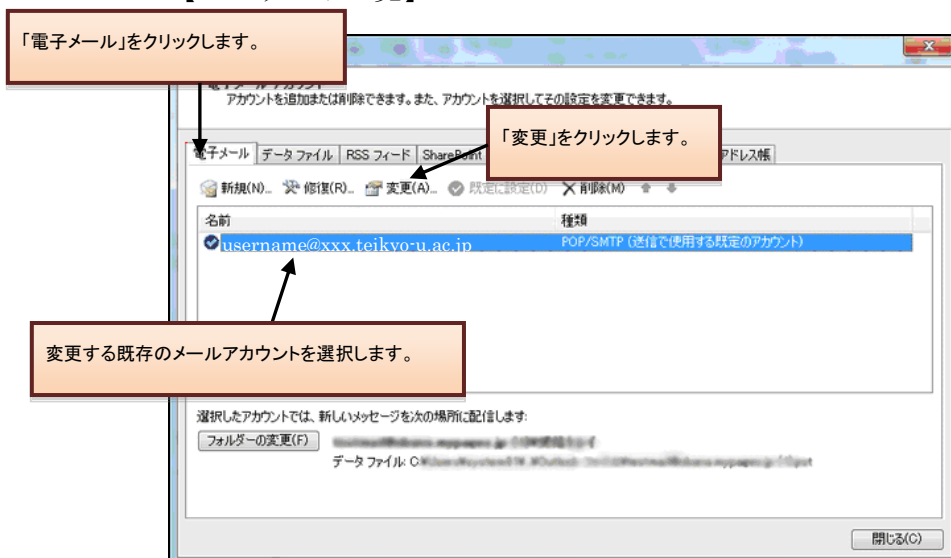 「電子メール」をクリックします。
アカウントを追加または削除できます。また、アカウントを選択してその設定を変更できます。
「変更」をクリックします。
電子メール データ ファイル RSS フィード SharePoint アドレス帳
新規(N)... 修復(R)... 変更(A)... 既定に設定(D) 削除(M)
名前 種類
username@xxx.teikyo-u.ac.jp POP/SMTP (送信で使用する既定のアカウント)
変更する既存のメールアカウントを選択します。
選択したアカウントでは、新しいメッセージを次の場所に配信します:
フォルダーの変更(F)
データ ファイル: C
閉じる(C)